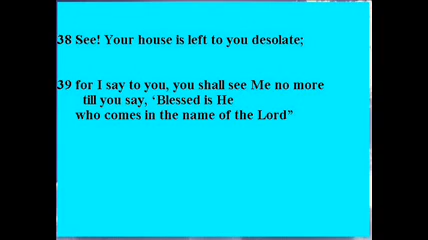 38 See! Your house is left to you desolate;
39 for I say to you, you shall see Me no more
till you say, ‘Blessed is He
who comes in the name of the Lord”